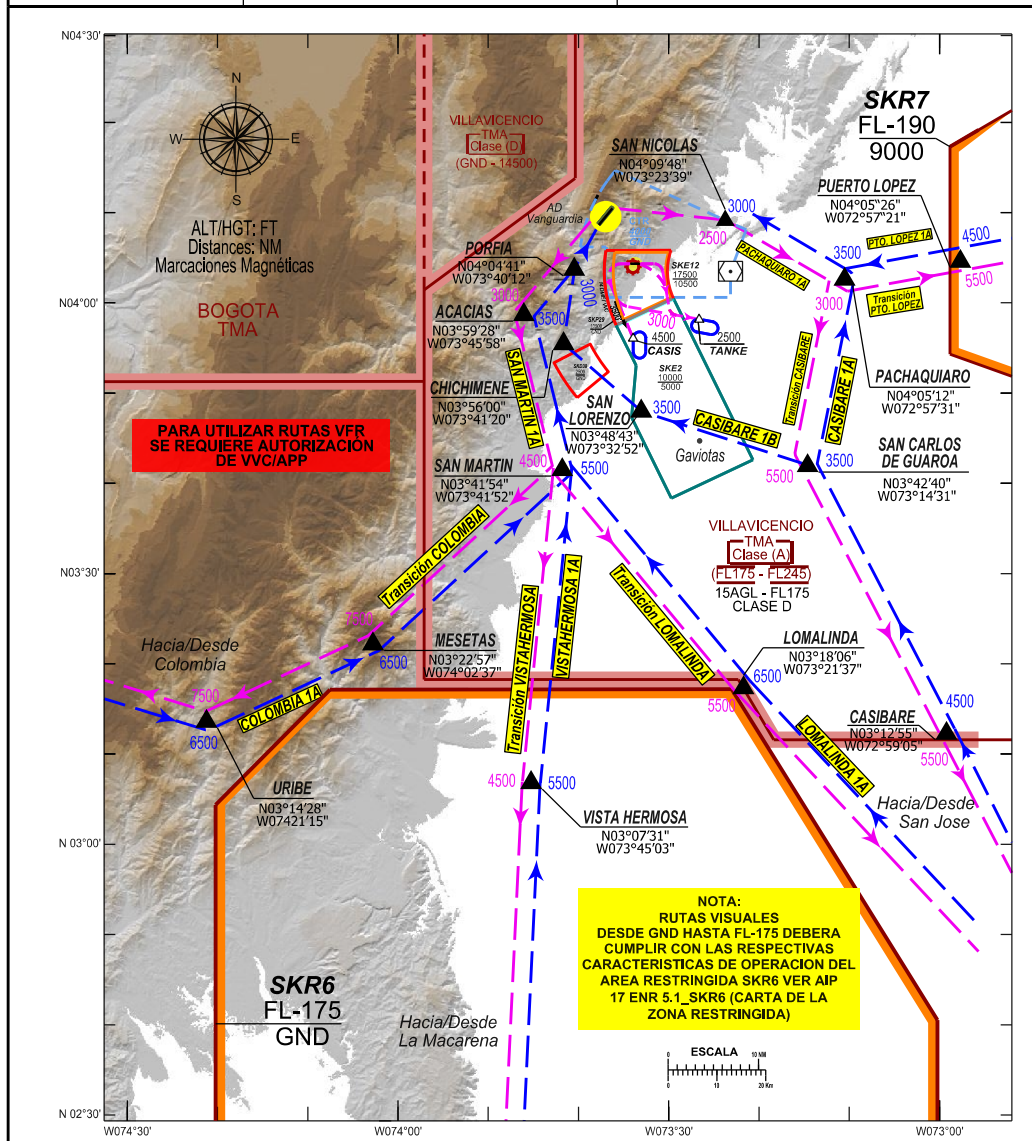 N04°30'
N
W
E
S
ALT/HGT: FT
Distances: NM
Marcaciones Magnéticas
VILLAVICENCIO
TMA
Clase (D)
(GND - 14500)
BOGOTA
TMA
SKR7
FL-190
9000
SAN NICOLAS
N04°09'48"
W073°23'39"
PUERTO LOPEZ
N04°05"26'
W072°57'21"
AD
Vanguardia
3000
2500
PACHAQUIARO 1A
3500
3000
PTO. LOPEZ 1A
4500
5500
Transición
PTO. LOPEZ
PORFIA
N04°04'41"
W073°40'12"
3000
3000
SKE12
17500
10500
SKP29
3000
N04°00'
ACACIAS
N03°59'28"
W073°45'58"
3500
4500
CASIS
2500
TANKE
SKE2
10000
5000
PACHAQUIARO
N04°05'12"
W072°57'31"
CHICHIMENE
N03°56'00"
W073°41'20"
SAN MARTIN 1A
Transición CASIBARE
CASIBARE 1A
SAN
LORENZO
N03°48'43"
W073°32'52"
3500
CASIBARE 1B
Gaviotas
PARA UTILIZAR RUTAS VFR
SE REQUIERE AUTORIZACIÓN
DE VVC/APP
SAN CARLOS
DE GUAROA
N03°42'40"
W073°14'31"
5500
3500
SAN MARTIN
N03°41'54"
W073°41'52"
4500
5500
VILLAVICENCIO
TMA
Clase (A)
(FL175 - FL245)
15AGL - FL175
CLASE D
N03°30'
Transición COLOMBIA
Transición VISTAHERMOSA
VISTAHERMOSA 1A
Transición LOMALINDA
7500
6500
MESETAS
N03°22'57"
W074°02'37"
Hacia/Desde
Colombia
7500
6500
COLOMBIA 1A
LOMALINDA
N03°18'06"
W073°21'37"
6500
5500
CASIBARE
N03°12'55"
W072°59'05"
4500
5500
LOMALINDA 1A
URIBE
N03°14'28"
W07421'15"
4500
5500
VISTA HERMOSA
N03°07'31"
W073°45'03"
Hacia/Desde
San Jose
N 03°00'
NOTA:
RUTAS VISUALES
DESDE GND HASTA FL-175 DEBERA
CUMPLIR CON LAS RESPECTIVAS
CARACTERISTICAS DE OPERACION DEL
AREA RESTRINGIDA SKR6 VER AIP
17 ENR 5.1_SKR6 (CARTA DE LA
ZONA RESTRINGIDA)
SKR6
FL-175
GND
Hacia/Desde
La Macarena
ESCALA
0
10 NM
0
10
20 Km
N 02°30'
W074°30'
W074°00'
W073°30'
W073°00'